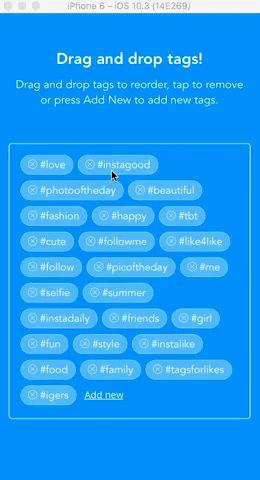 iPhone 6 – iOS 10.3 (14E269)
Drag and drop tags!
Drag and drop tags to reorder, tap to remove
or press Add New to add new tags.
#love #instagood
#photooftheday #beautiful
#fashion #happy #tbt
#cute #followme #like4like
#follow #picoftheday #me
#selfie #summer
#instadaily #friends #girl
#fun #style #instalike
#food #family #tagsforlikes
#igers Add new